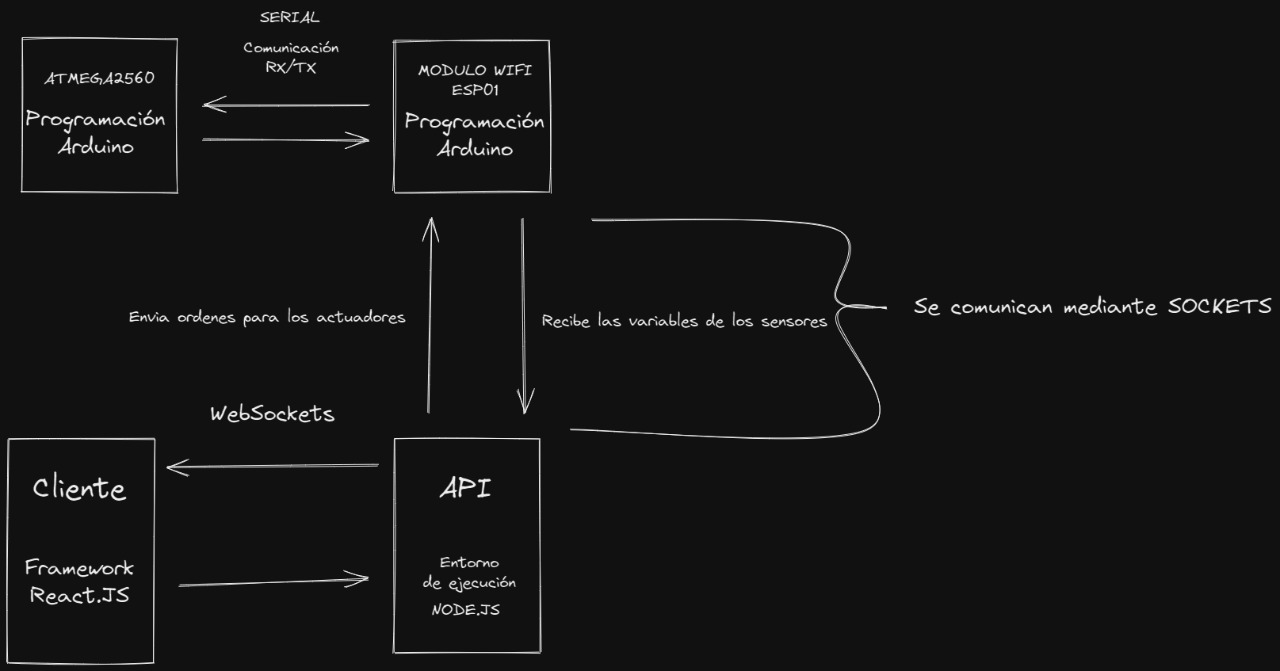 SERIAL
Comunicación
RX/TX
ATMEGA2560
Programación
Arduino
MODULO WIFI
ESP01
Programación
Arduino
Envia ordenes para los actuadores
Recibe las variables de los sensores
Se comunican mediante SOCKETS
WebSockets
Cliente
Framework
React.JS
API
Entorno
de ejecución
NODE.JS